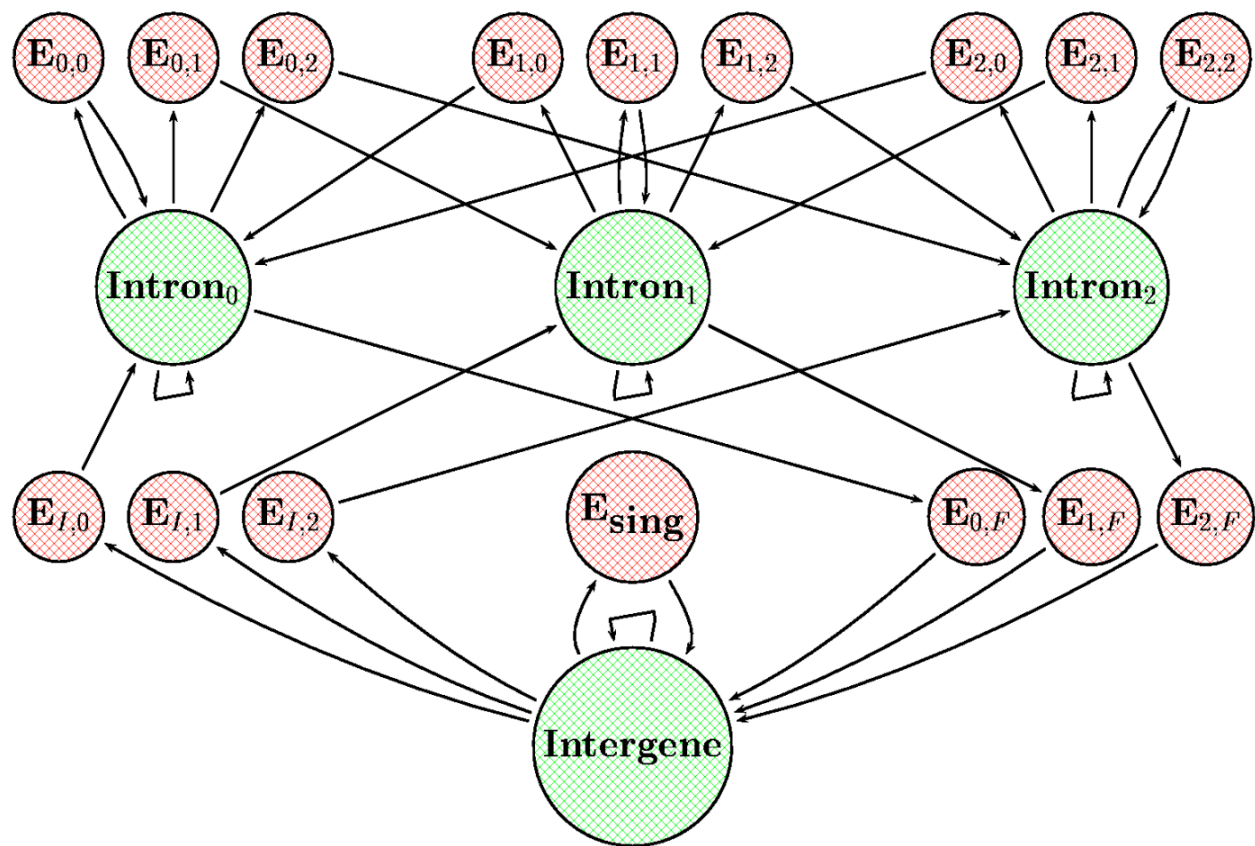 E0,0 E0,1 E0,2 E1,0 E1,1 E1,2 E2,0 E2,1 E2,2
Intron0 Intron1 Intron2
EI,0 EI,1 EI,2 Esing E0,F E1,F E2,F
Intergene